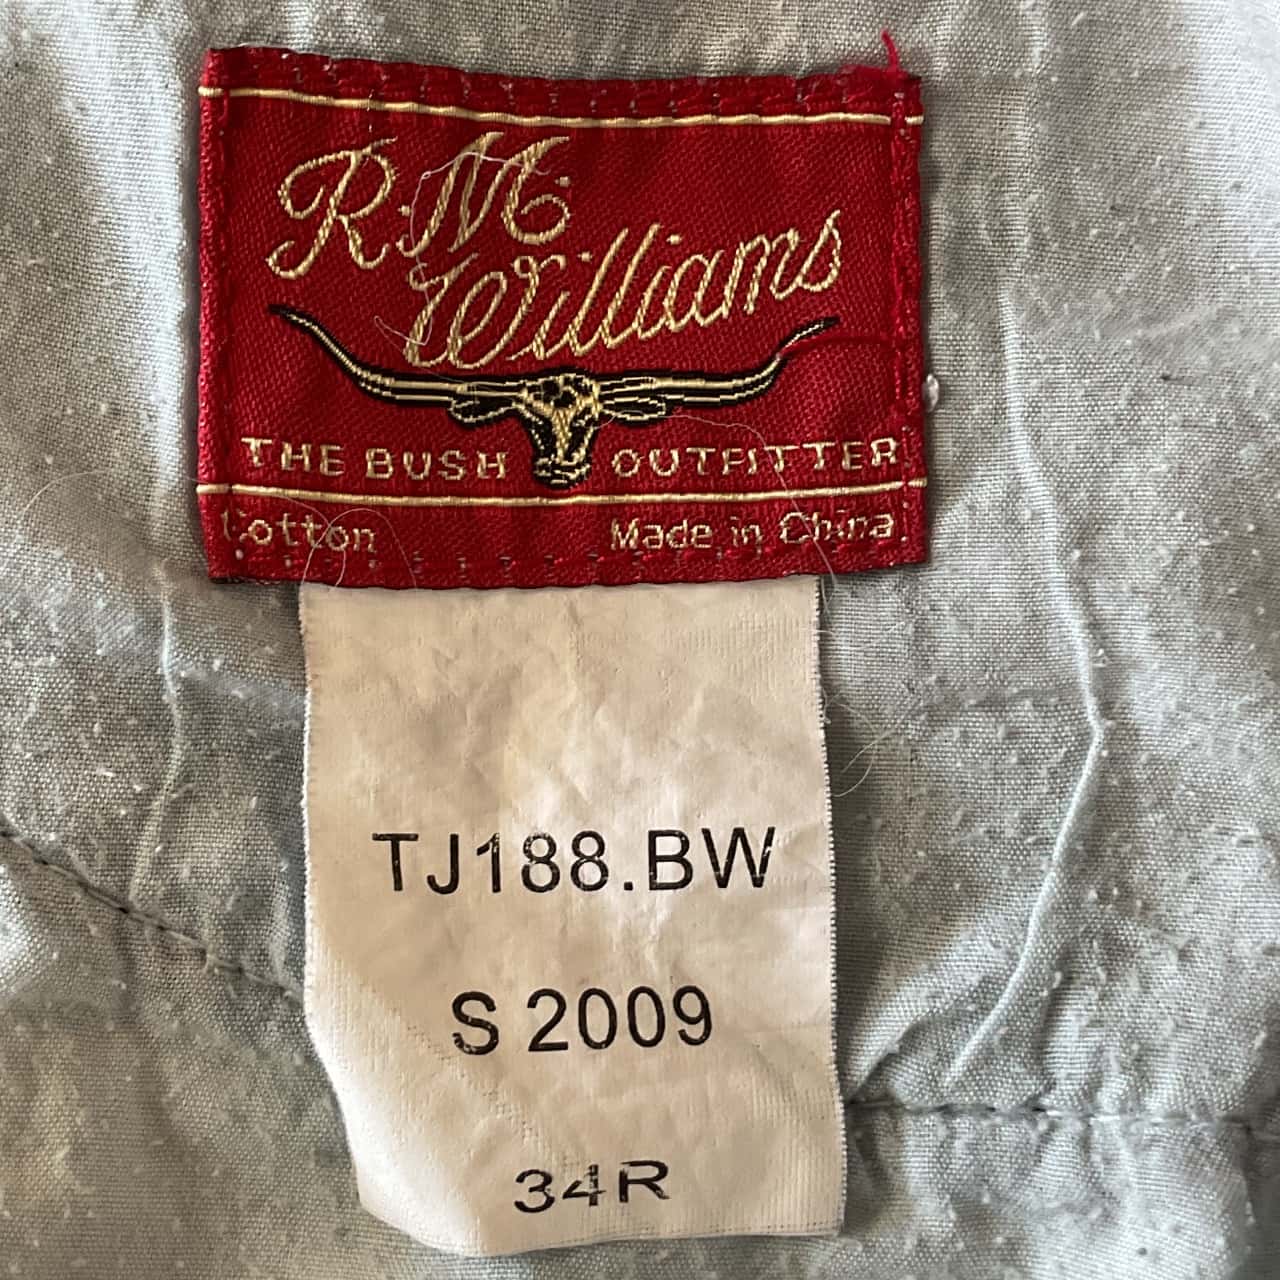 R.M.
Williams
THE BUSH OUTFITTER
Cotton Made in China.
TJ188.BW
S 2009
34R